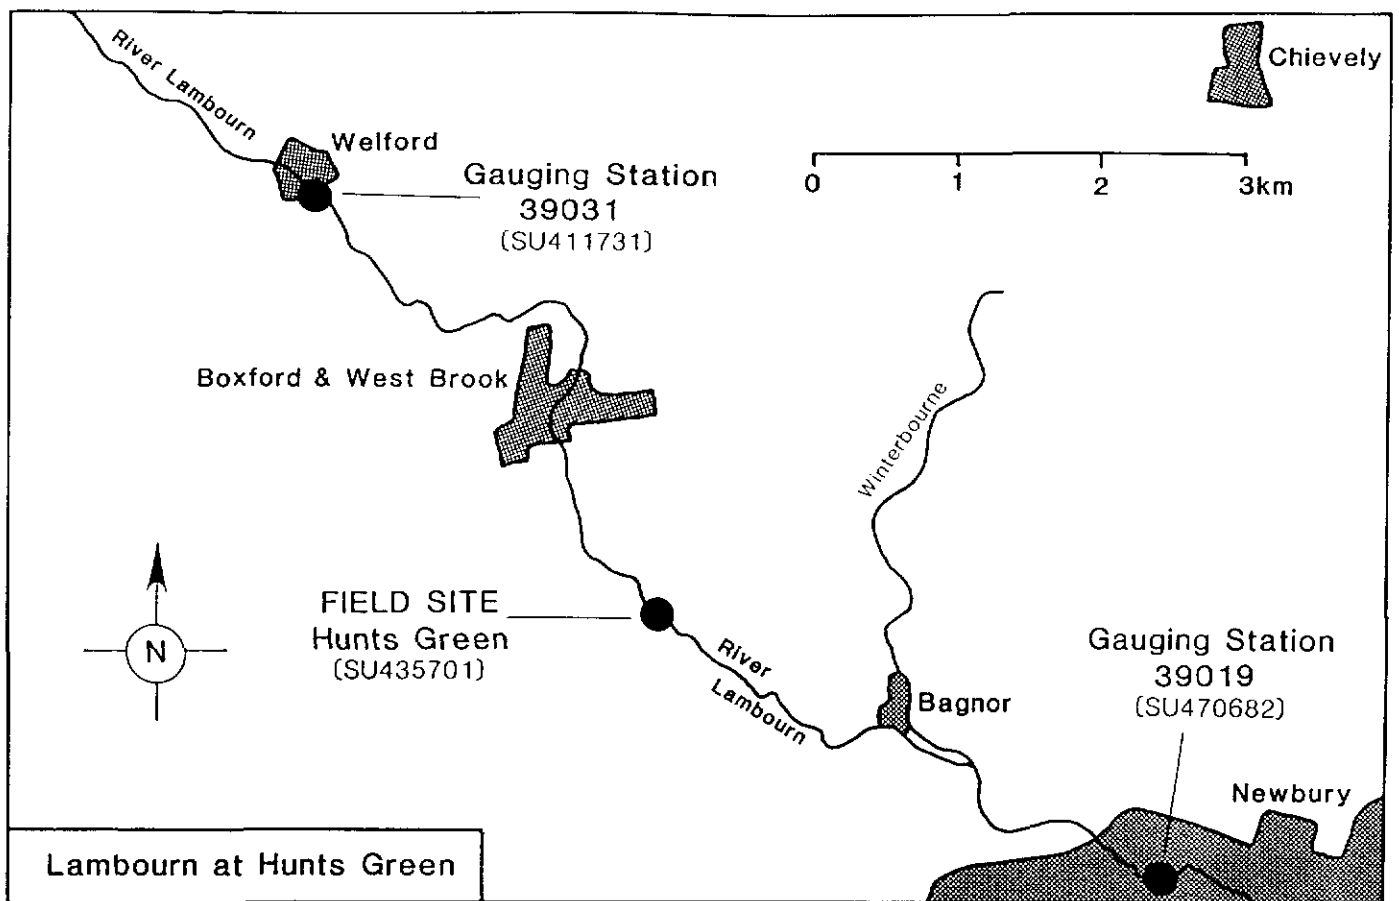 River Lambourn
Welford
Gauging Station
39031
(SU411731)
Chievely
0 1 2 3km
Boxford & West Brook
Winterbourne
N
FIELD SITE
Hunts Green
(SU435701)
River
Lambourn
Bagnor
Gauging Station
39019
(SU470682)
Newbury
Lambourn at Hunts Green